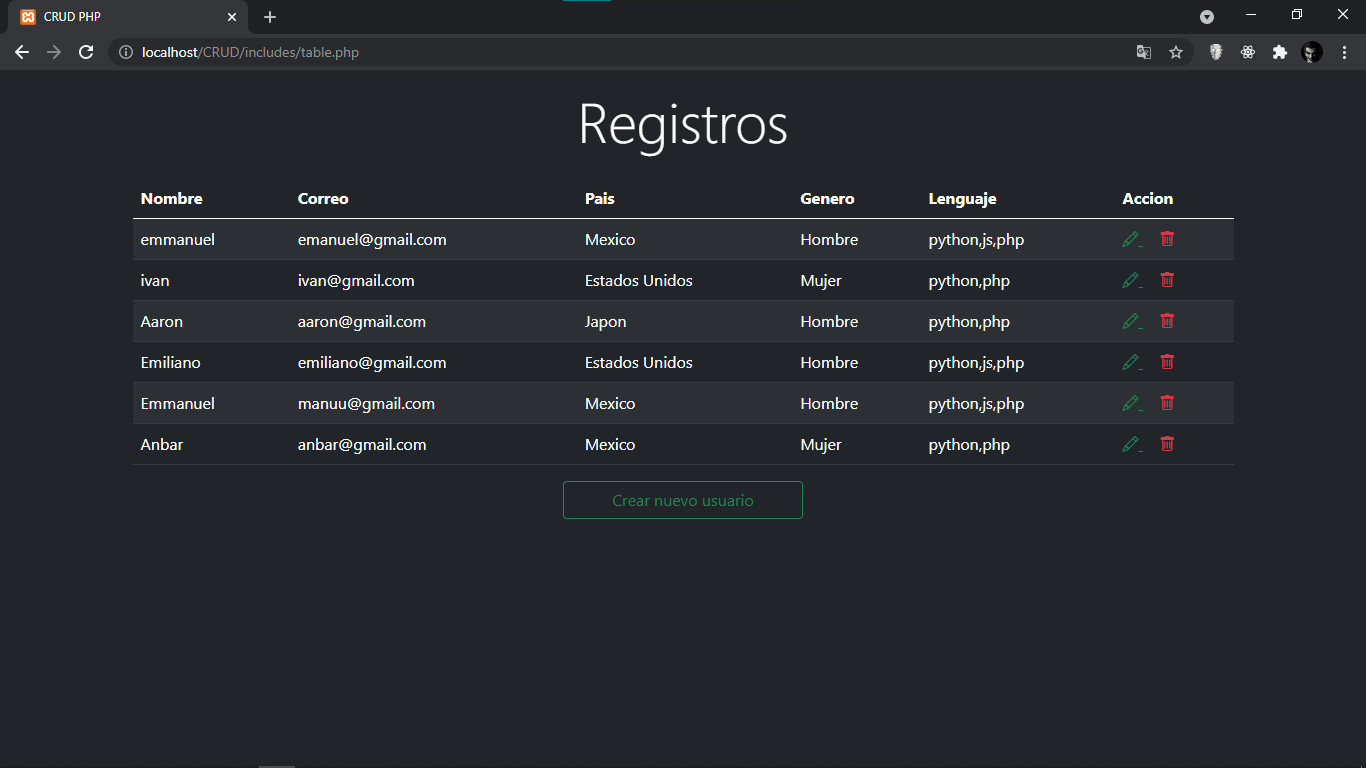 CRUD PHP
localhost/CRUD/includes/table.php
Registros
Nombre Correo Pais Genero Lenguaje Accion
emmanuel emanuel@gmail.com Mexico Hombre python,js,php
ivan ivan@gmail.com Estados Unidos Mujer python,php
Aaron aaron@gmail.com Japon Hombre python,php
Emiliano emiliano@gmail.com Estados Unidos Hombre python,js,php
Emmanuel manuu@gmail.com Mexico Hombre python,js,php
Anbar anbar@gmail.com Mexico Mujer python,php
Crear nuevo usuario